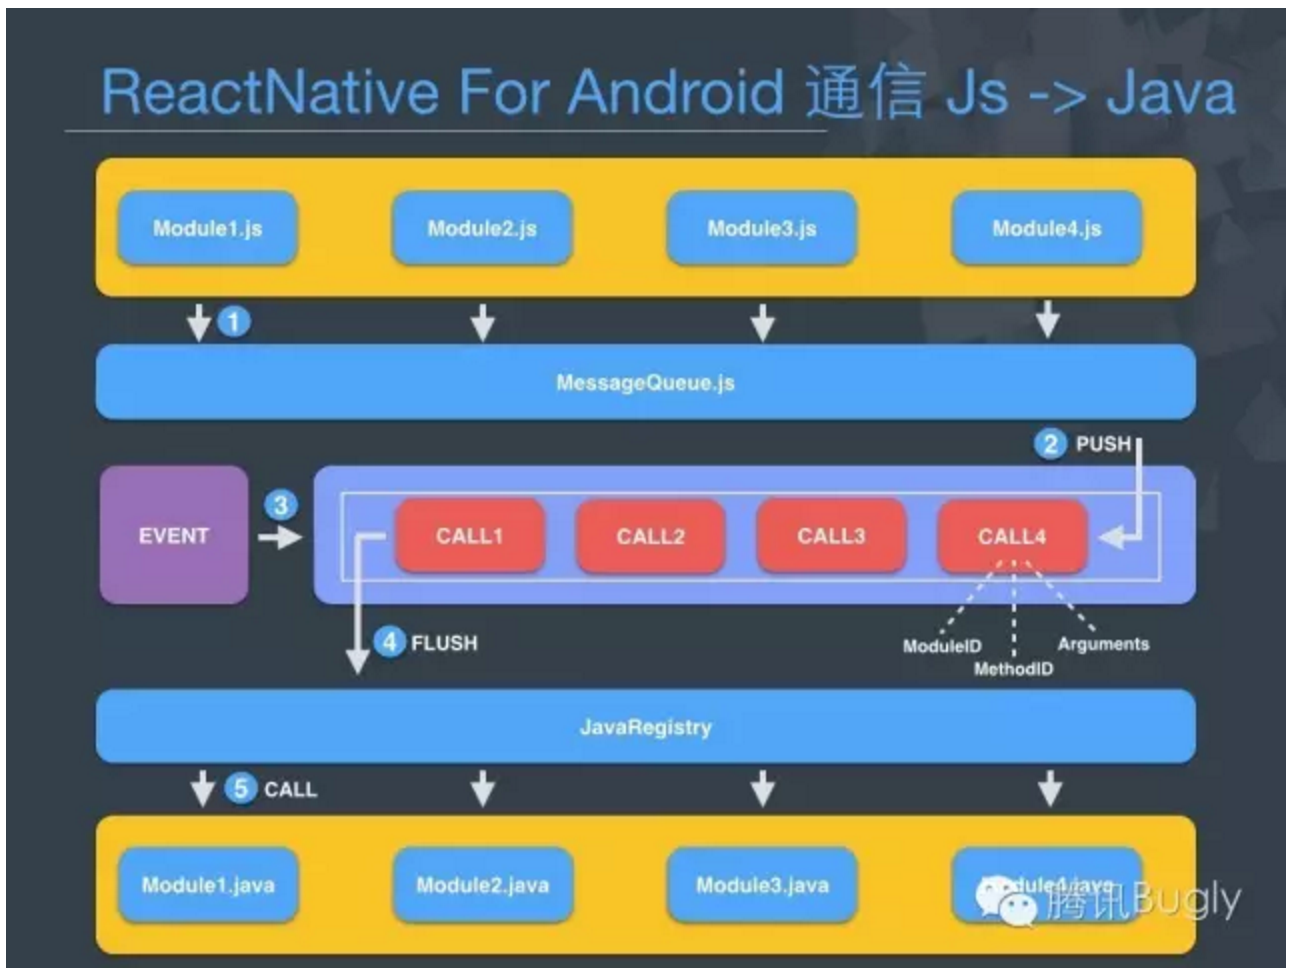 ReactNative For Android 通信 Js -> Java
Module1.js
Module2.js
Module3.js
Module4.js
1
MessageQueue.js
2 PUSH
EVENT
3
CALL1
CALL2
CALL3
CALL4
4 FLUSH
ModuleID
MethodID
Arguments
JavaRegistry
5 CALL
Module1.java
Module2.java
Module3.java
Module4.java
腾讯Bugly